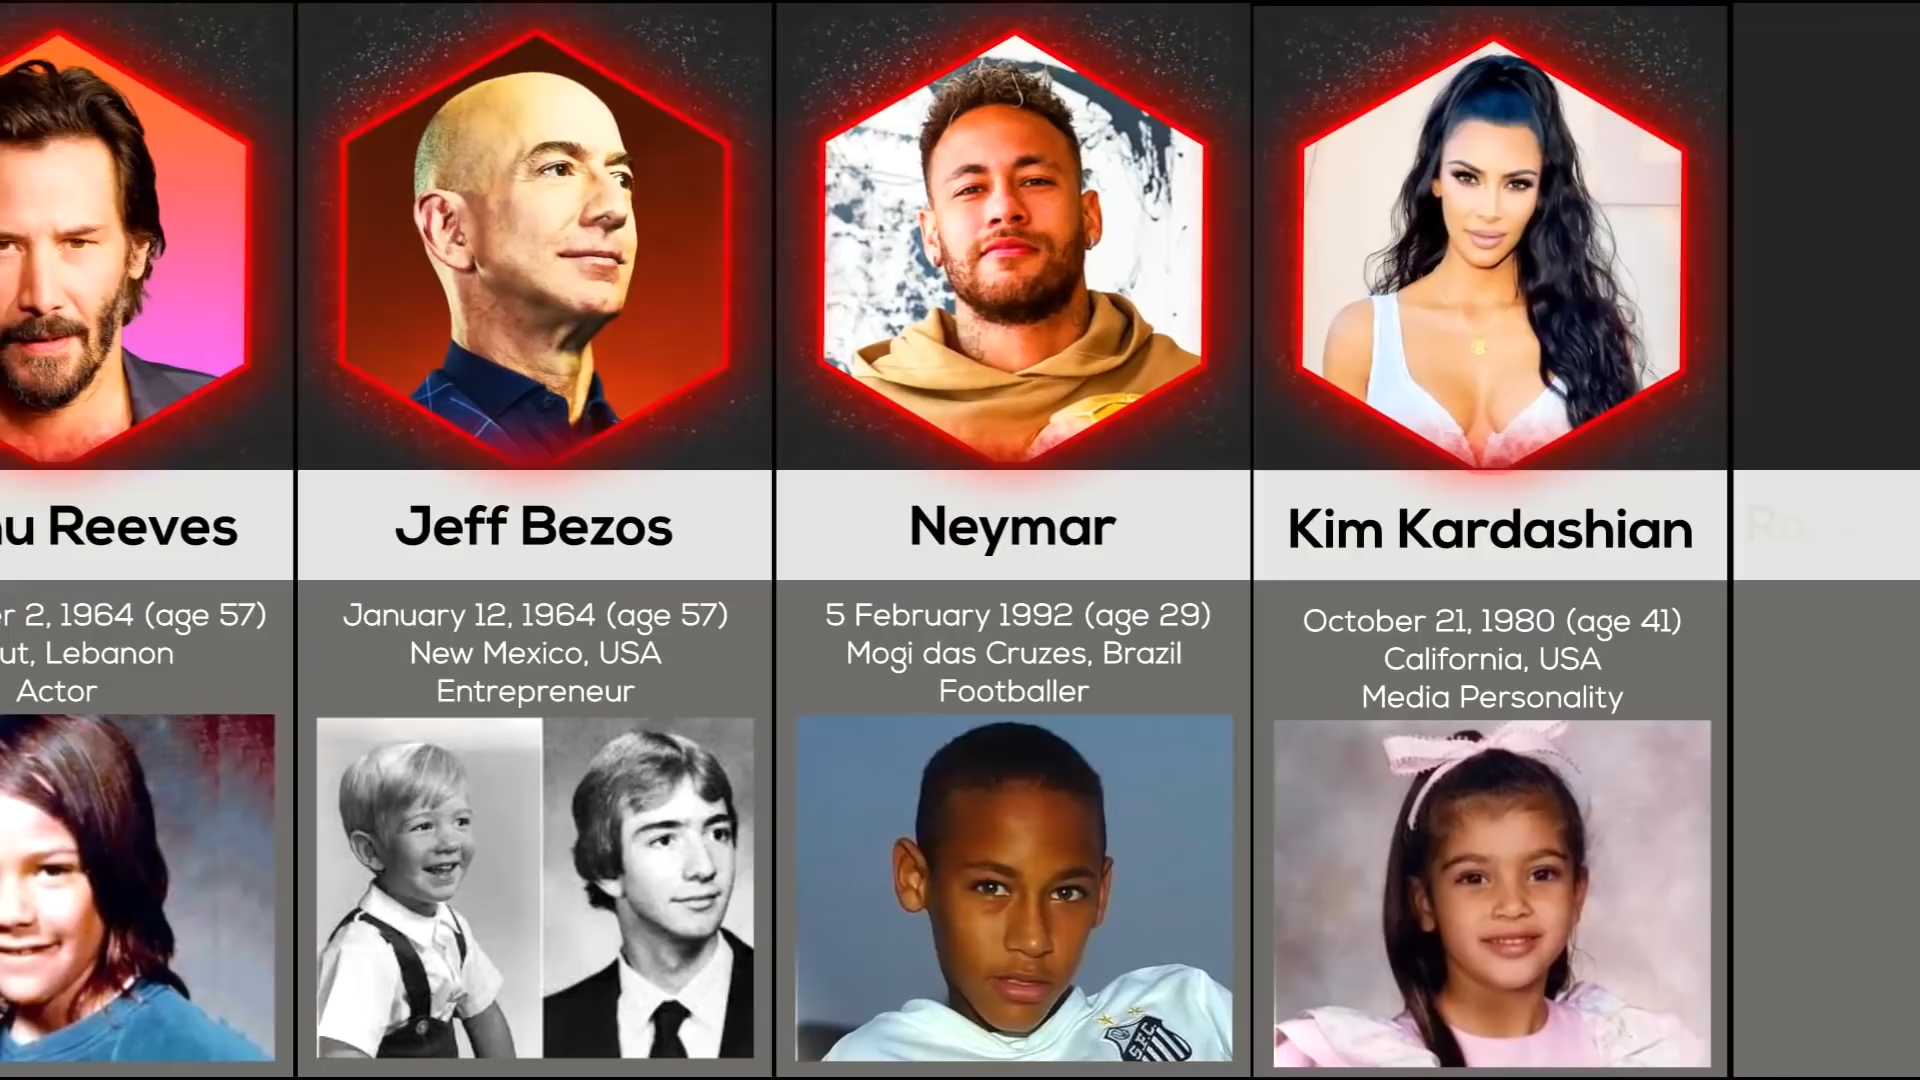 u Reeves
r 2, 1964 (age 57)
ut, Lebanon
Actor
Jeff Bezos
January 12, 1964 (age 57)
New Mexico, USA
Entrepreneur
Neymar
5 February 1992 (age 29)
Mogi das Cruzes, Brazil
Footballer
S.F.C.
Kim Kardashian
October 21, 1980 (age 41)
California, USA
Media Personality